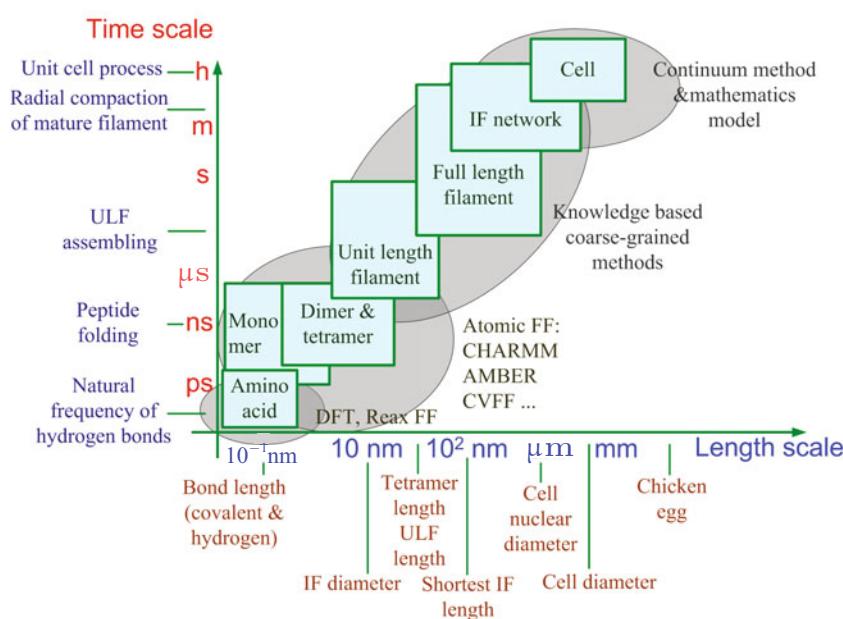 Time scale
Unit cell process
h
Radial compaction
of mature filament
m
s
ULF
assembling
μs
Peptide
folding
ns
ps
Natural
frequency of
hydrogen bonds
Cell
IF network
Full length
filament
Unit length
filament
Mono
mer
Dimer &
tetramer
Amino
acid
Continuum method
&mathematics
model
Knowledge based
coarse-grained
methods
Atomic FF:
CHARMM
AMBER
CVFF ...
DFT, Reax FF
10⁻¹nm
10 nm
10² nm
μm
mm
Length scale
Bond length
(covalent &
hydrogen)
IF diameter
Tetramer
length
ULF
length
Shortest IF
length
Cell
nuclear
diameter
Cell diameter
Chicken
egg